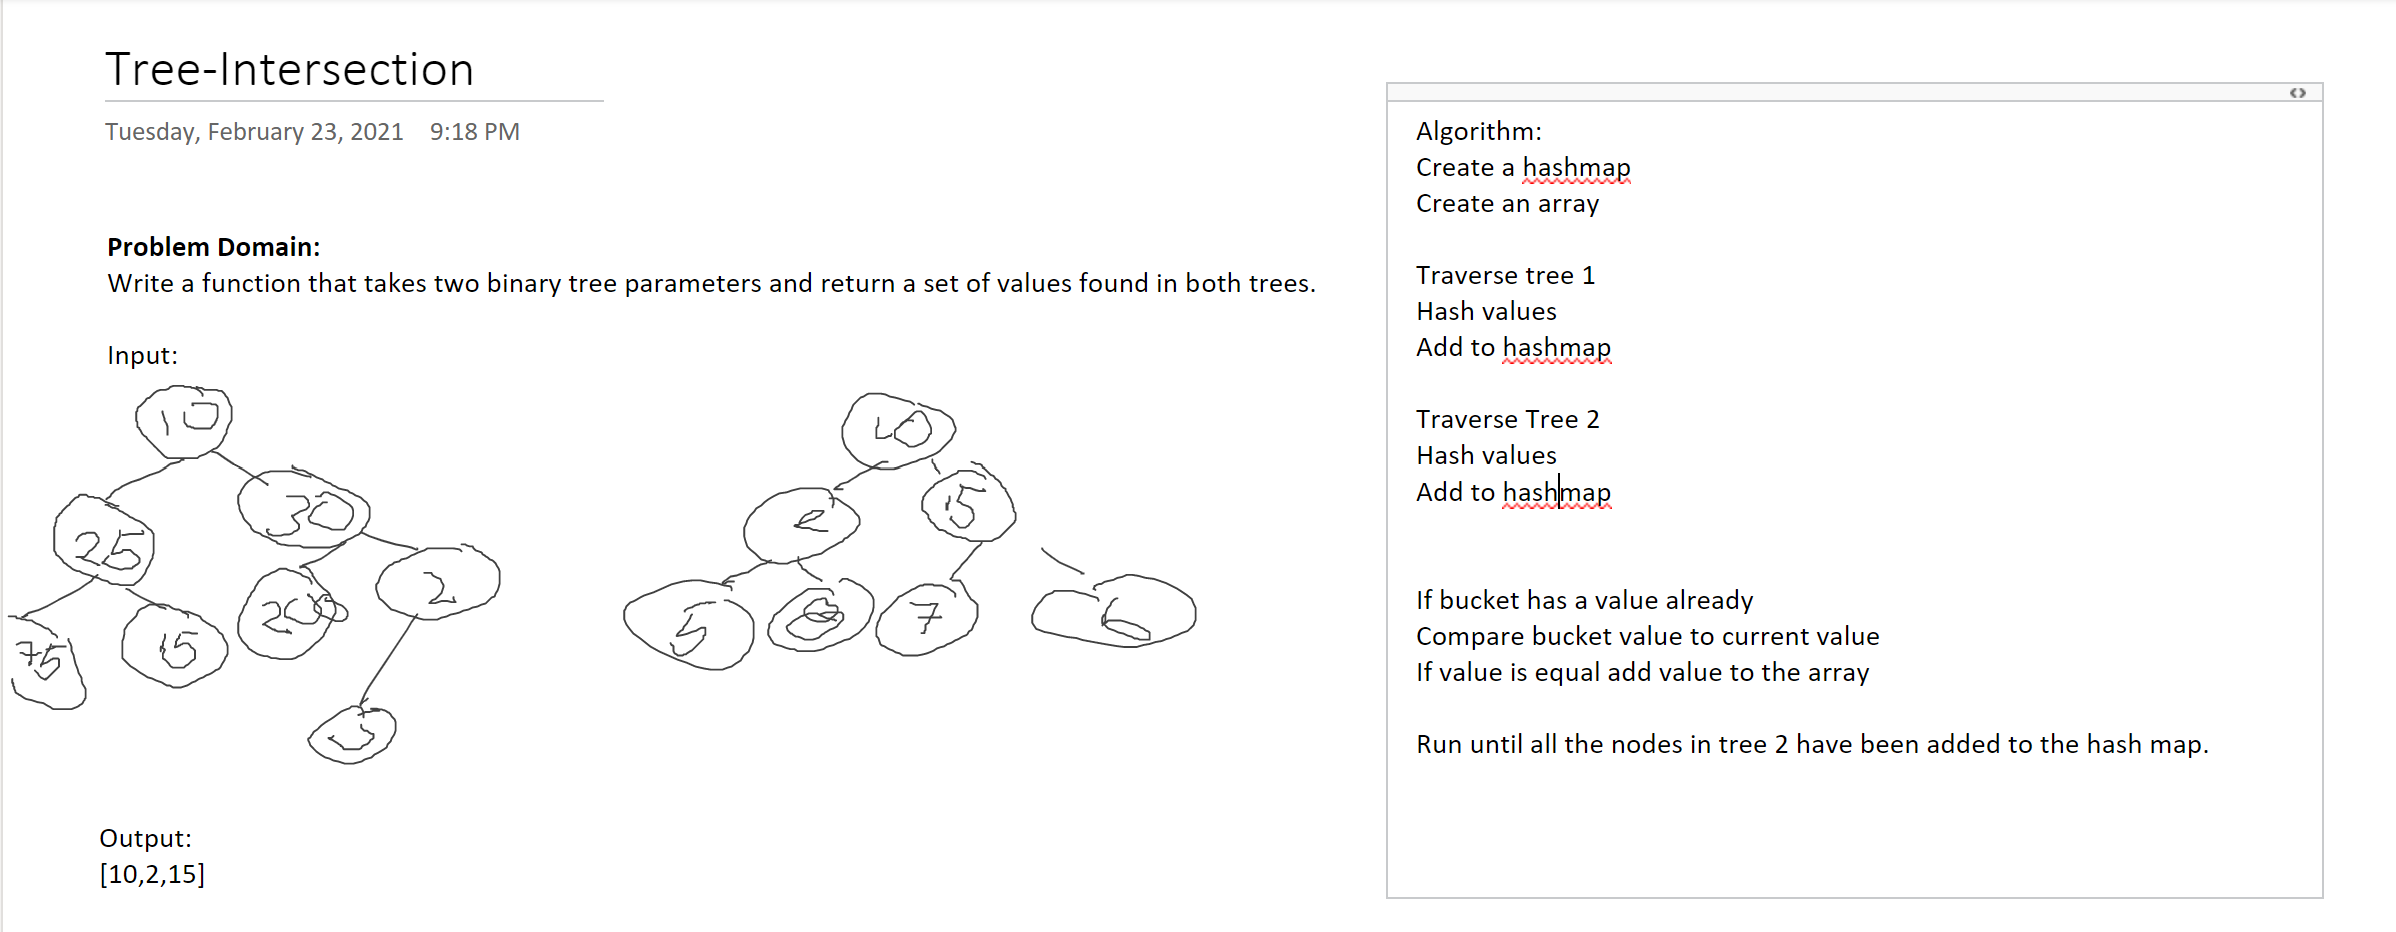 Tree-Intersection
Tuesday, February 23, 2021 9:18 PM
Problem Domain:
Write a function that takes two binary tree parameters and return a set of values found in both trees.
Input:
10
30
25
2
20
75
15
10
2
15
5
7
Output:
[10,2,15]
Algorithm:
Create a hashmap
Create an array
Traverse tree 1
Hash values
Add to hashmap
Traverse Tree 2
Hash values
Add to hashmap
If bucket has a value already
Compare bucket value to current value
If value is equal add value to the array
Run until all the nodes in tree 2 have been added to the hash map.